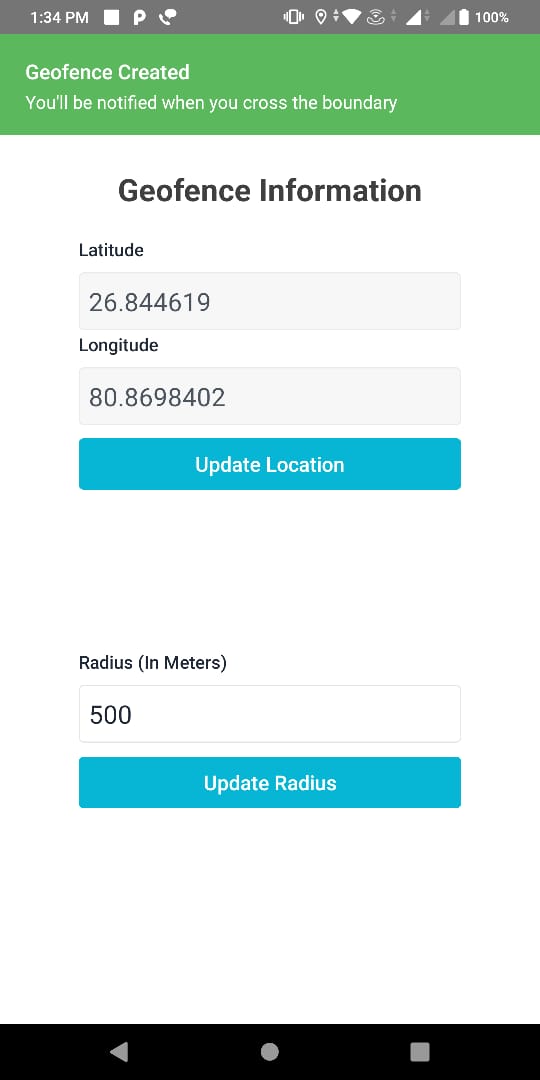 1:34 PM
100%
Geofence Created
You'll be notified when you cross the boundary
Geofence Information
Latitude
26.844619
Longitude
80.8698402
Update Location
Radius (In Meters)
500
Update Radius